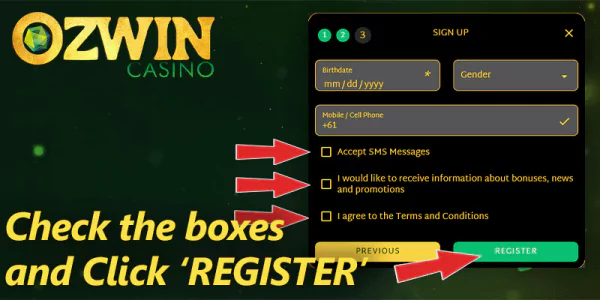 OZWIN
CASINO
1 2 3
SIGN UP
Birthdate
mm / dd / yyyy
*
Gender
Mobile / Cell Phone
+61
Accept SMS Messages
I would like to receive information about bonuses, news
and promotions
I agree to the Terms and Conditions
PREVIOUS
REGISTER
Check the boxes
and Click ‘REGISTER’